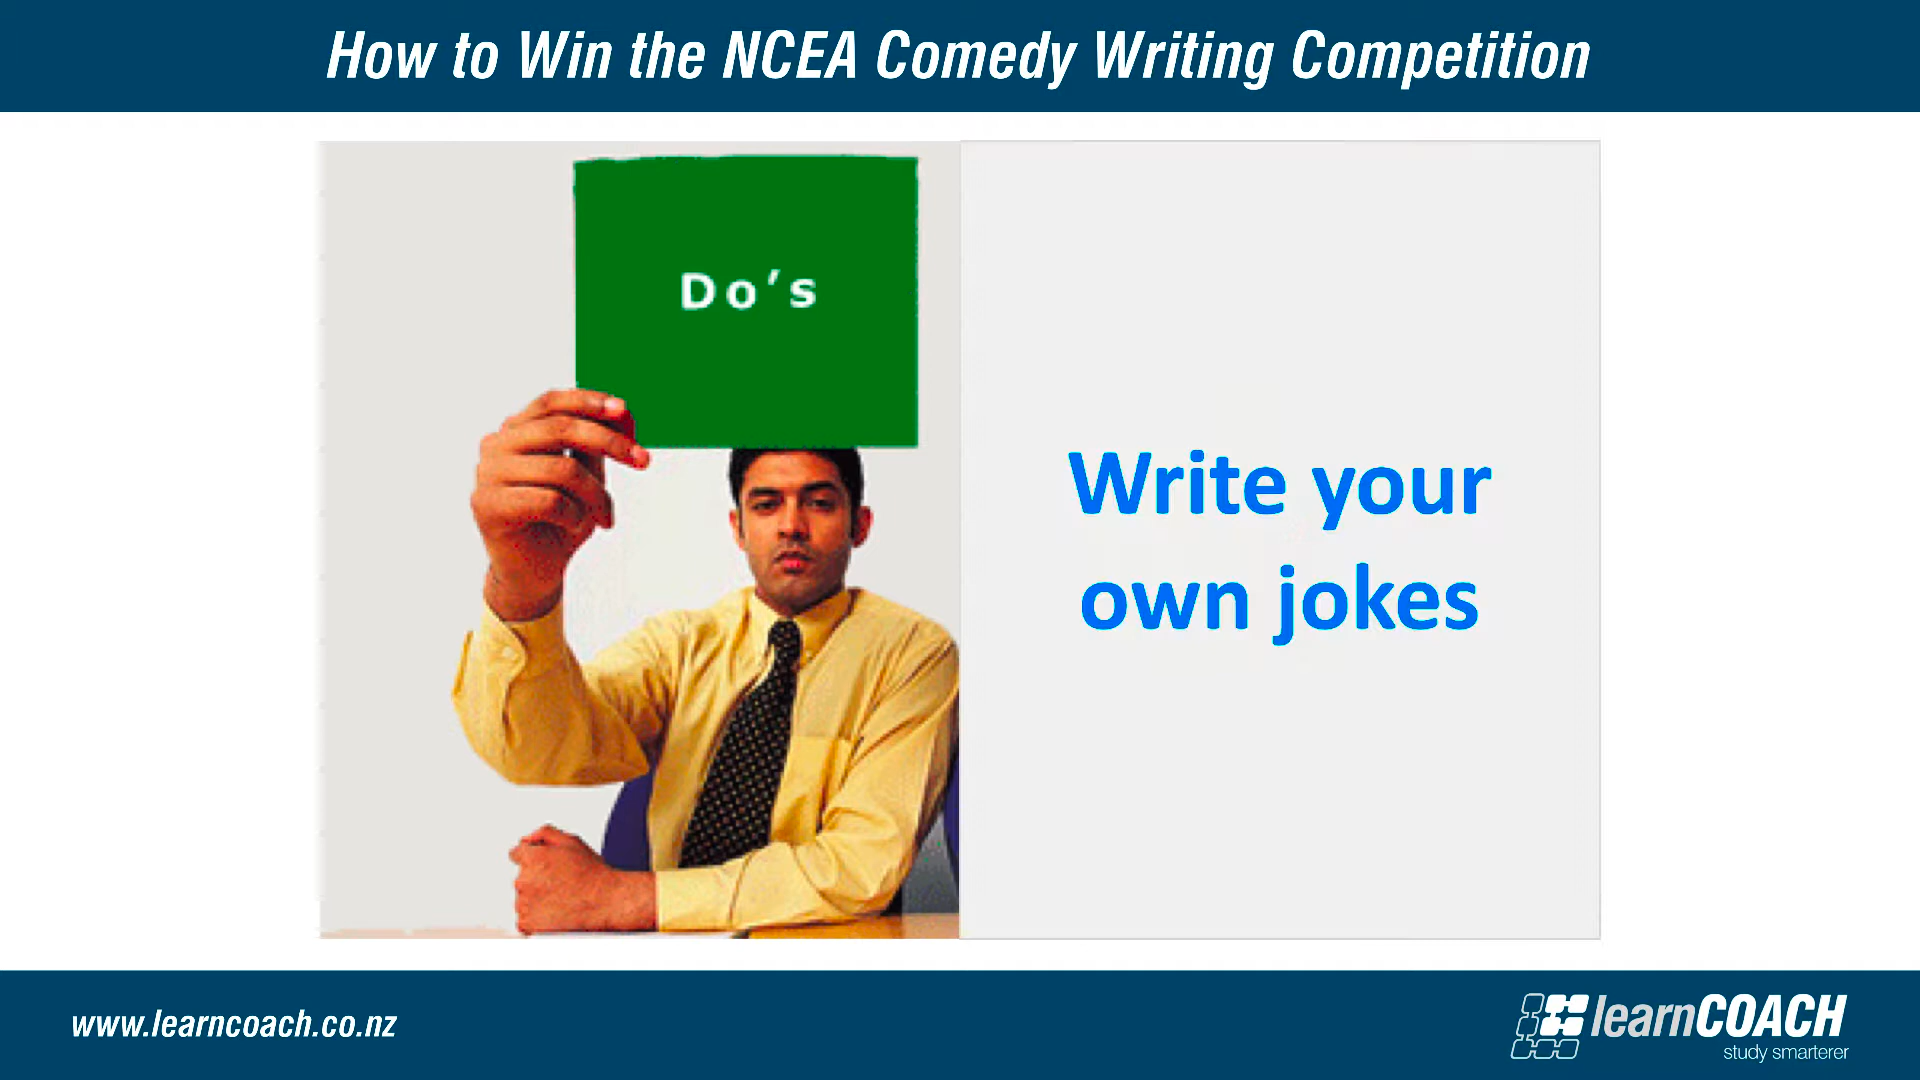 How to Win the NCEA Comedy Writing Competition
Do's
Write your
own jokes
www.learncoach.co.nz
learnCOACH
study smarterer